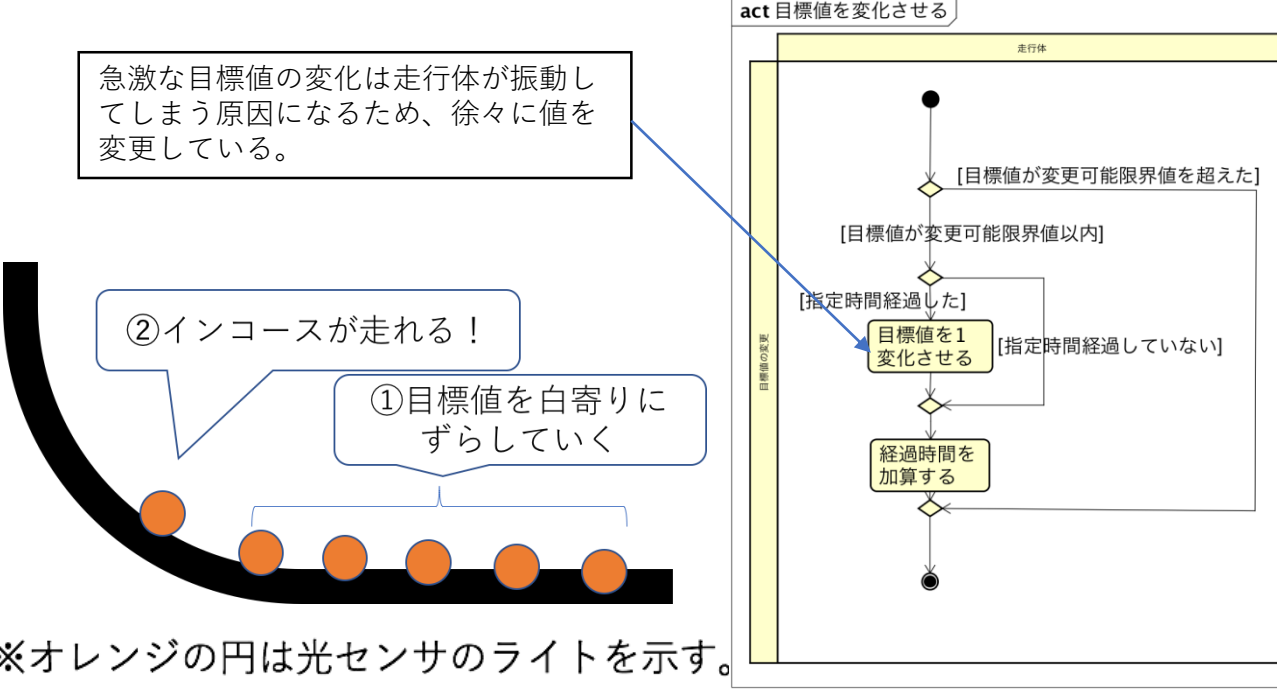 急激な目標値の変化は走行体が振動し
てしまう原因になるため、徐々に値を
変更している。
②インコースが走れる！
①目標値を白寄りに
ずらしていく
※オレンジの円は光センサのライトを示す。
act 目標値を変化させる
走行体
目標値の変更
[目標値が変更可能限界値を超えた]
[目標値が変更可能限界値以内]
[指定時間経過した]
目標値を1
変化させる
[指定時間経過していない]
経過時間を
加算する